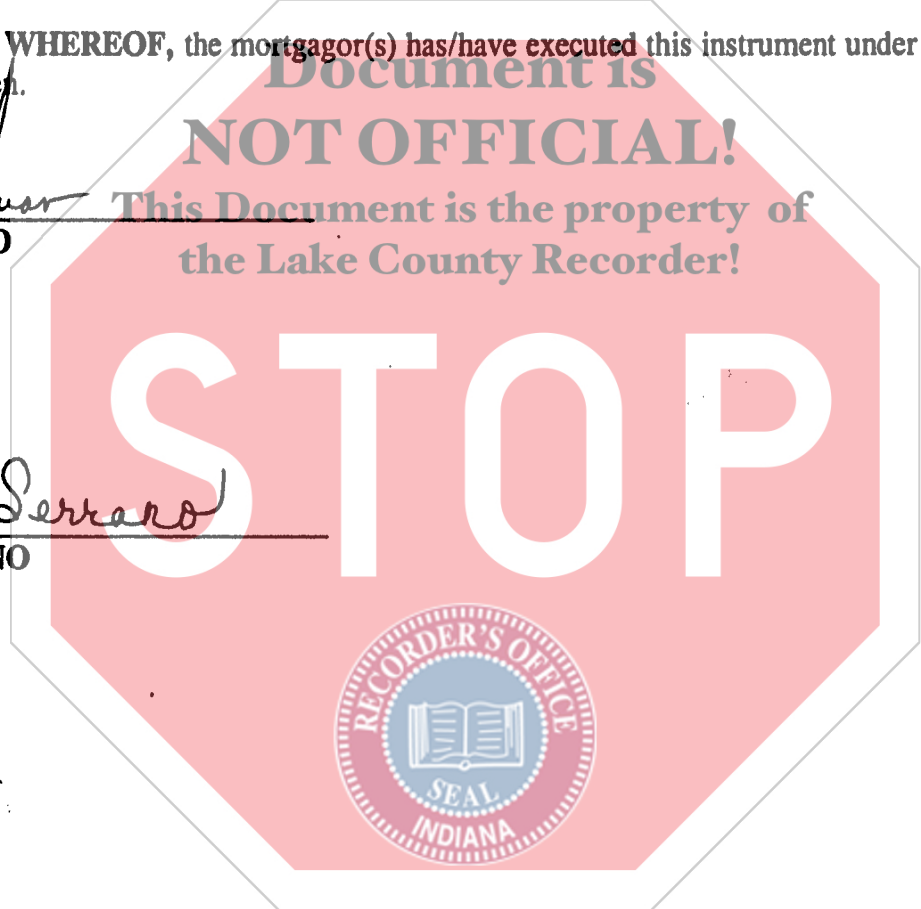 WHEREOF, the mortgagor(s) has/have executed this instrument under
Document is
NOT OFFICIAL!
This Document is the property of
the Lake County Recorder!
STOP
Serrano
RECORDER'S OFFICE
SEAL
INDIANA